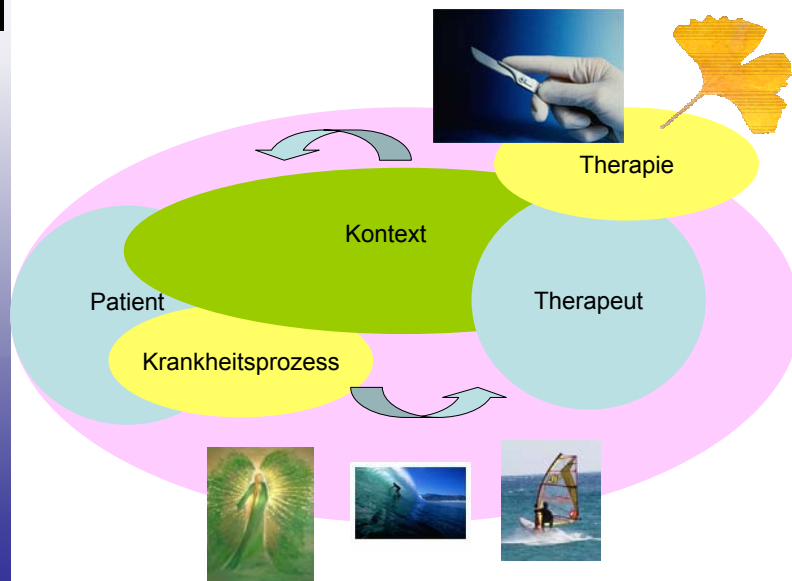 Therapie
Kontext
Patient
Therapeut
Krankheitsprozess